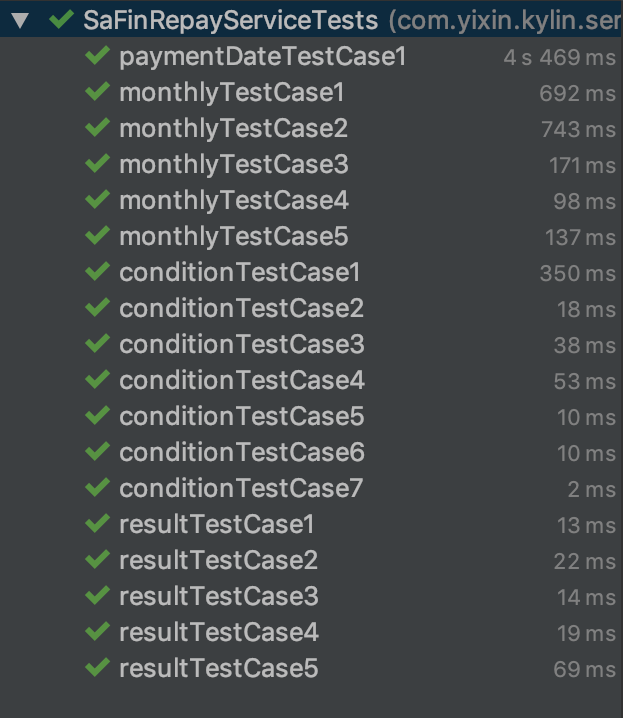 SaFinRepayServiceTests (com.yixin.kylin.ser
paymentDateTestCase1 4 s 469 ms
monthlyTestCase1 692 ms
monthlyTestCase2 743 ms
monthlyTestCase3 171 ms
monthlyTestCase4 98 ms
monthlyTestCase5 137 ms
conditionTestCase1 350 ms
conditionTestCase2 18 ms
conditionTestCase3 38 ms
conditionTestCase4 53 ms
conditionTestCase5 10 ms
conditionTestCase6 10 ms
conditionTestCase7 2 ms
resultTestCase1 13 ms
resultTestCase2 22 ms
resultTestCase3 14 ms
resultTestCase4 19 ms
resultTestCase5 69 ms